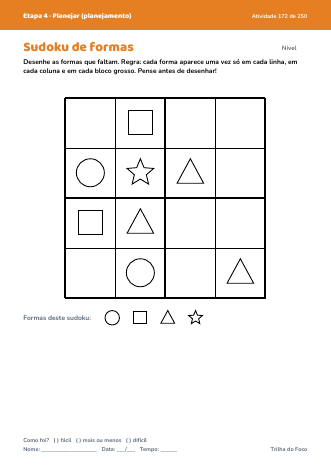 Etapa 4 · Planejar (planejamento)
Atividade 172 de 250
Sudoku de formas
Nível
Desenhe as formas que faltam. Regra: cada forma aparece uma vez só em cada linha, em
cada coluna e em cada bloco grosso. Pense antes de desenhar!
Formas deste sudoku:
Como foi? ( ) fácil ( ) mais ou menos ( ) difícil
Nome: ____________________ Data: ___/___ Tempo: ______
Trilha do Foco